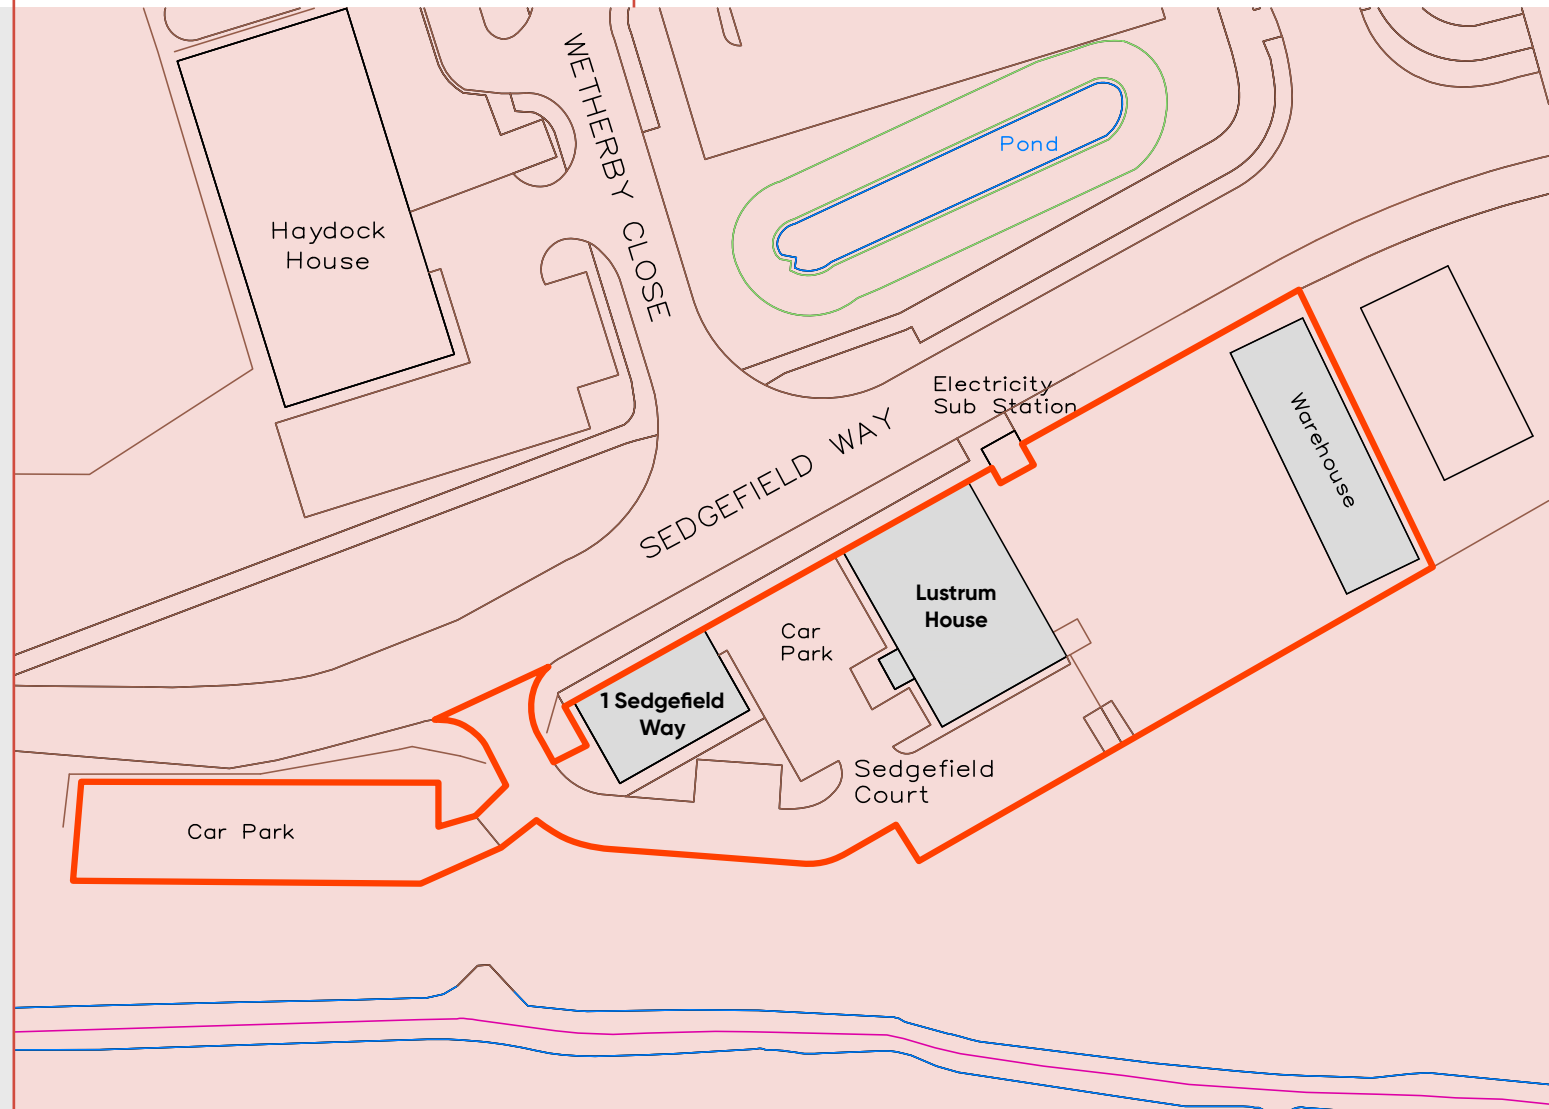 WETHERBY CLOSE
Pond
Haydock
House
Electricity
Sub Station
SEDGEFIELD WAY
Warehouse
Lustrum
House
Car
Park
1 Sedgefield
Way
Sedgefield
Court
Car Park